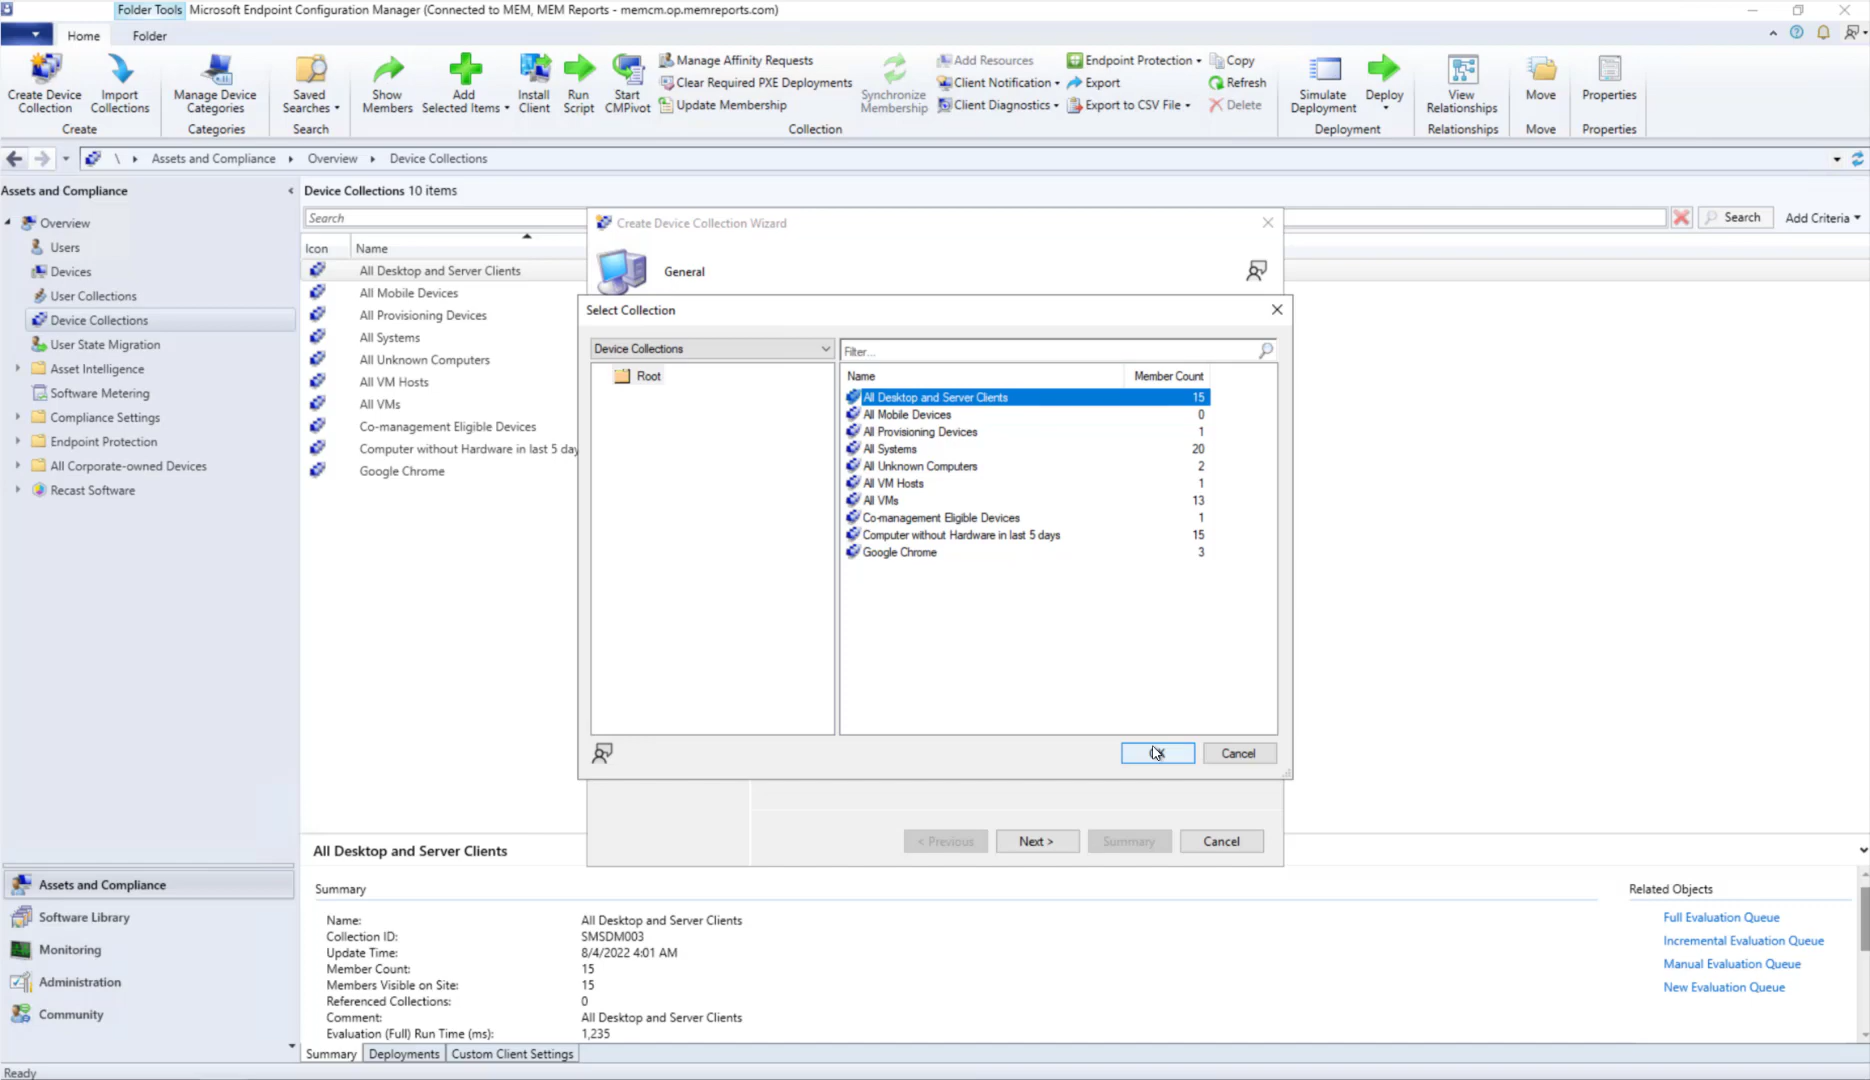 Folder Tools Microsoft Endpoint Configuration Manager (Connected to MEM, MEM Reports - memcm.op.memreports.com)
Home Folder
Create Device Collection
Import Collections
Create
Manage Device Categories
Categories
Saved Searches
Search
Show Members
Add Selected Items
Install Client
Run Script
Start CMPivot
Manage Affinity Requests
Clear Required PXE Deployments
Update Membership
Synchronize Membership
Add Resources
Client Notification
Client Diagnostics
Endpoint Protection
Export
Export to CSV File
Copy
Refresh
Delete
Collection
Simulate Deployment
Deploy
Deployment
View Relationships
Relationships
Move
Move
Properties
Properties
\ Assets and Compliance Overview Device Collections
Assets and Compliance
Overview
Users
Devices
User Collections
Device Collections
User State Migration
Asset Intelligence
Software Metering
Compliance Settings
Endpoint Protection
All Corporate-owned Devices
Recast Software
Assets and Compliance
Software Library
Monitoring
Administration
Community
Device Collections 10 items
Search
Search
Add Criteria
Icon Name
All Desktop and Server Clients
All Mobile Devices
All Provisioning Devices
All Systems
All Unknown Computers
All VM Hosts
All VMs
Co-management Eligible Devices
Computer without Hardware in last 5 day
Google Chrome
Create Device Collection Wizard
General
Select Collection
Device Collections
Filter...
Root
Name Member Count
All Desktop and Server Clients 15
All Mobile Devices 0
All Provisioning Devices 1
All Systems 20
All Unknown Computers 2
All VM Hosts 1
All VMs 13
Co-management Eligible Devices 1
Computer without Hardware in last 5 days 15
Google Chrome 3
Cancel
< Previous Next > Summary Cancel
All Desktop and Server Clients
Summary
Name: All Desktop and Server Clients
Collection ID: SMSDM003
Update Time: 8/4/2022 4:01 AM
Member Count: 15
Members Visible on Site: 15
Referenced Collections: 0
Comment: All Desktop and Server Clients
Evaluation (Full) Run Time (ms): 1,235
Related Objects
Full Evaluation Queue
Incremental Evaluation Queue
Manual Evaluation Queue
New Evaluation Queue
Summary Deployments Custom Client Settings
Ready